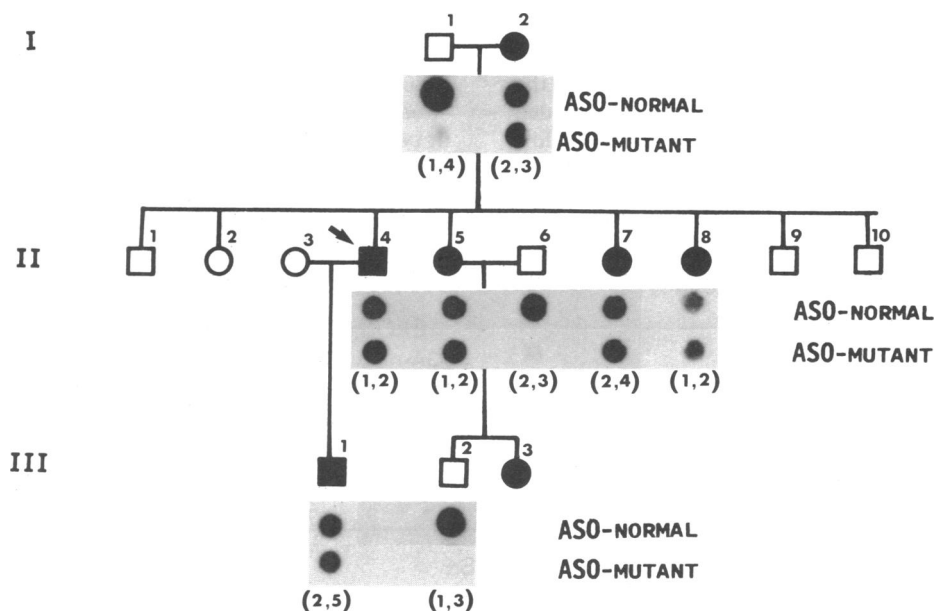 I
1 2
ASO-NORMAL
ASO-MUTANT
(1,4) (2,3)
II
1 2 3 4 5 6 7 8 9 10
ASO-NORMAL
ASO-MUTANT
(1,2) (1,2) (2,3) (2,4) (1,2)
III
1 2 3
ASO-NORMAL
ASO-MUTANT
(2,5) (1,3)